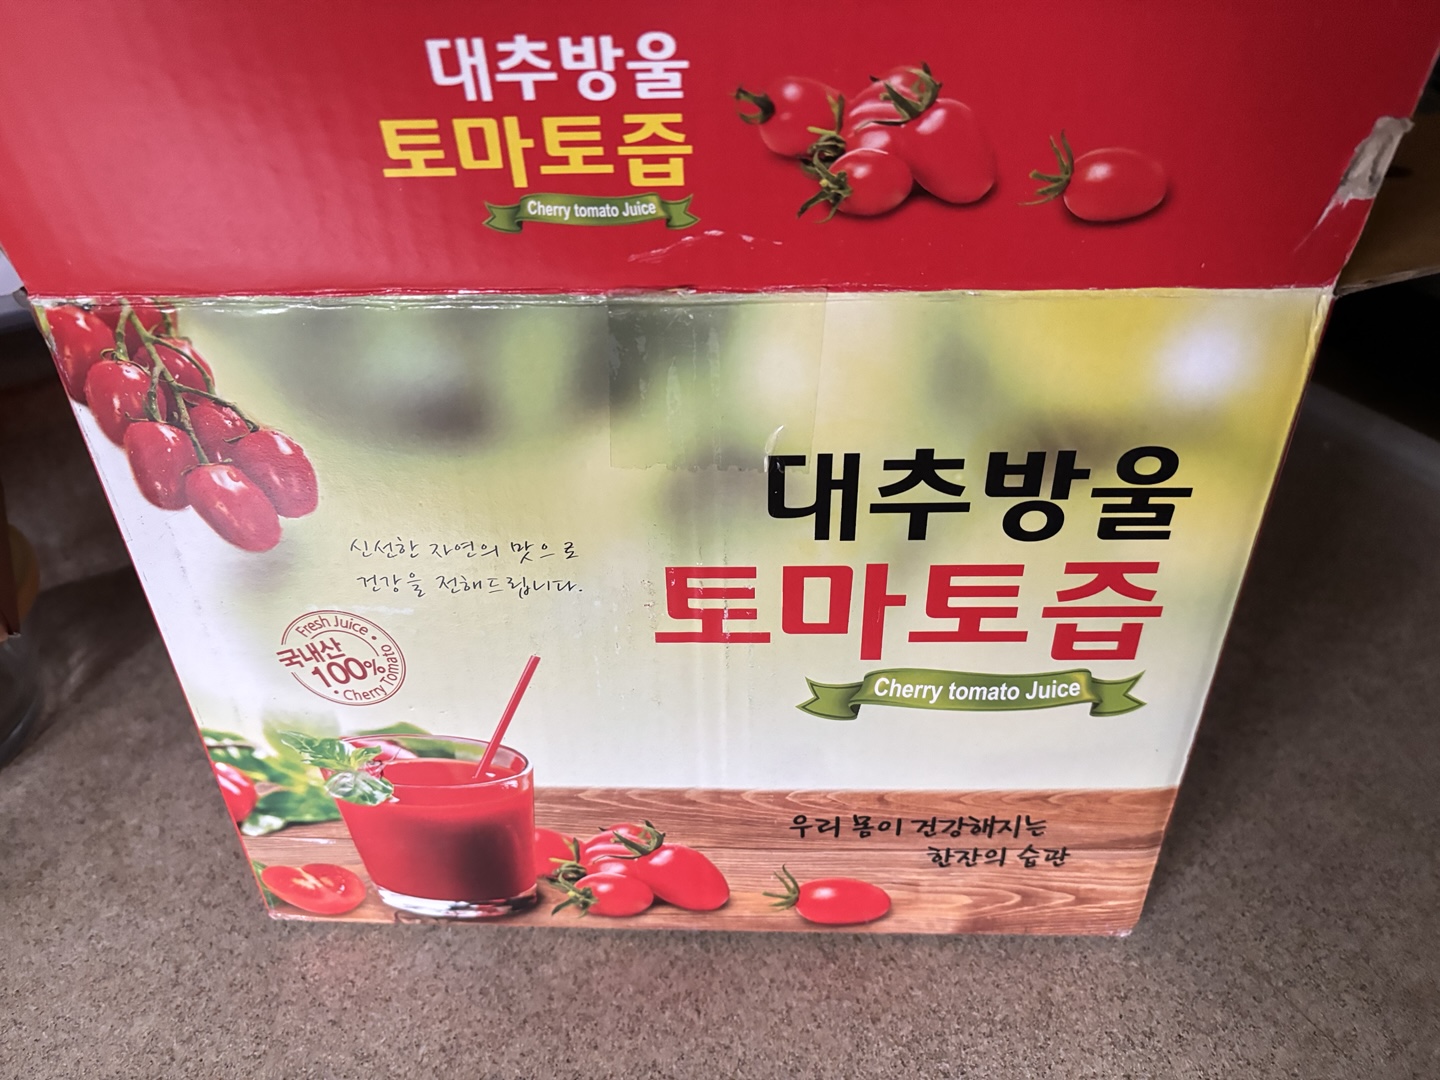 대추방울
토마토즙
Cherry tomato Juice
대추방울
토마토즙
Cherry tomato Juice
신선한 자연의 맛으로
건강을 전해드립니다.
Fresh Juice
국내산
100%
Cherry Tomato
우리 몸이 건강해지는
한잔의 습관